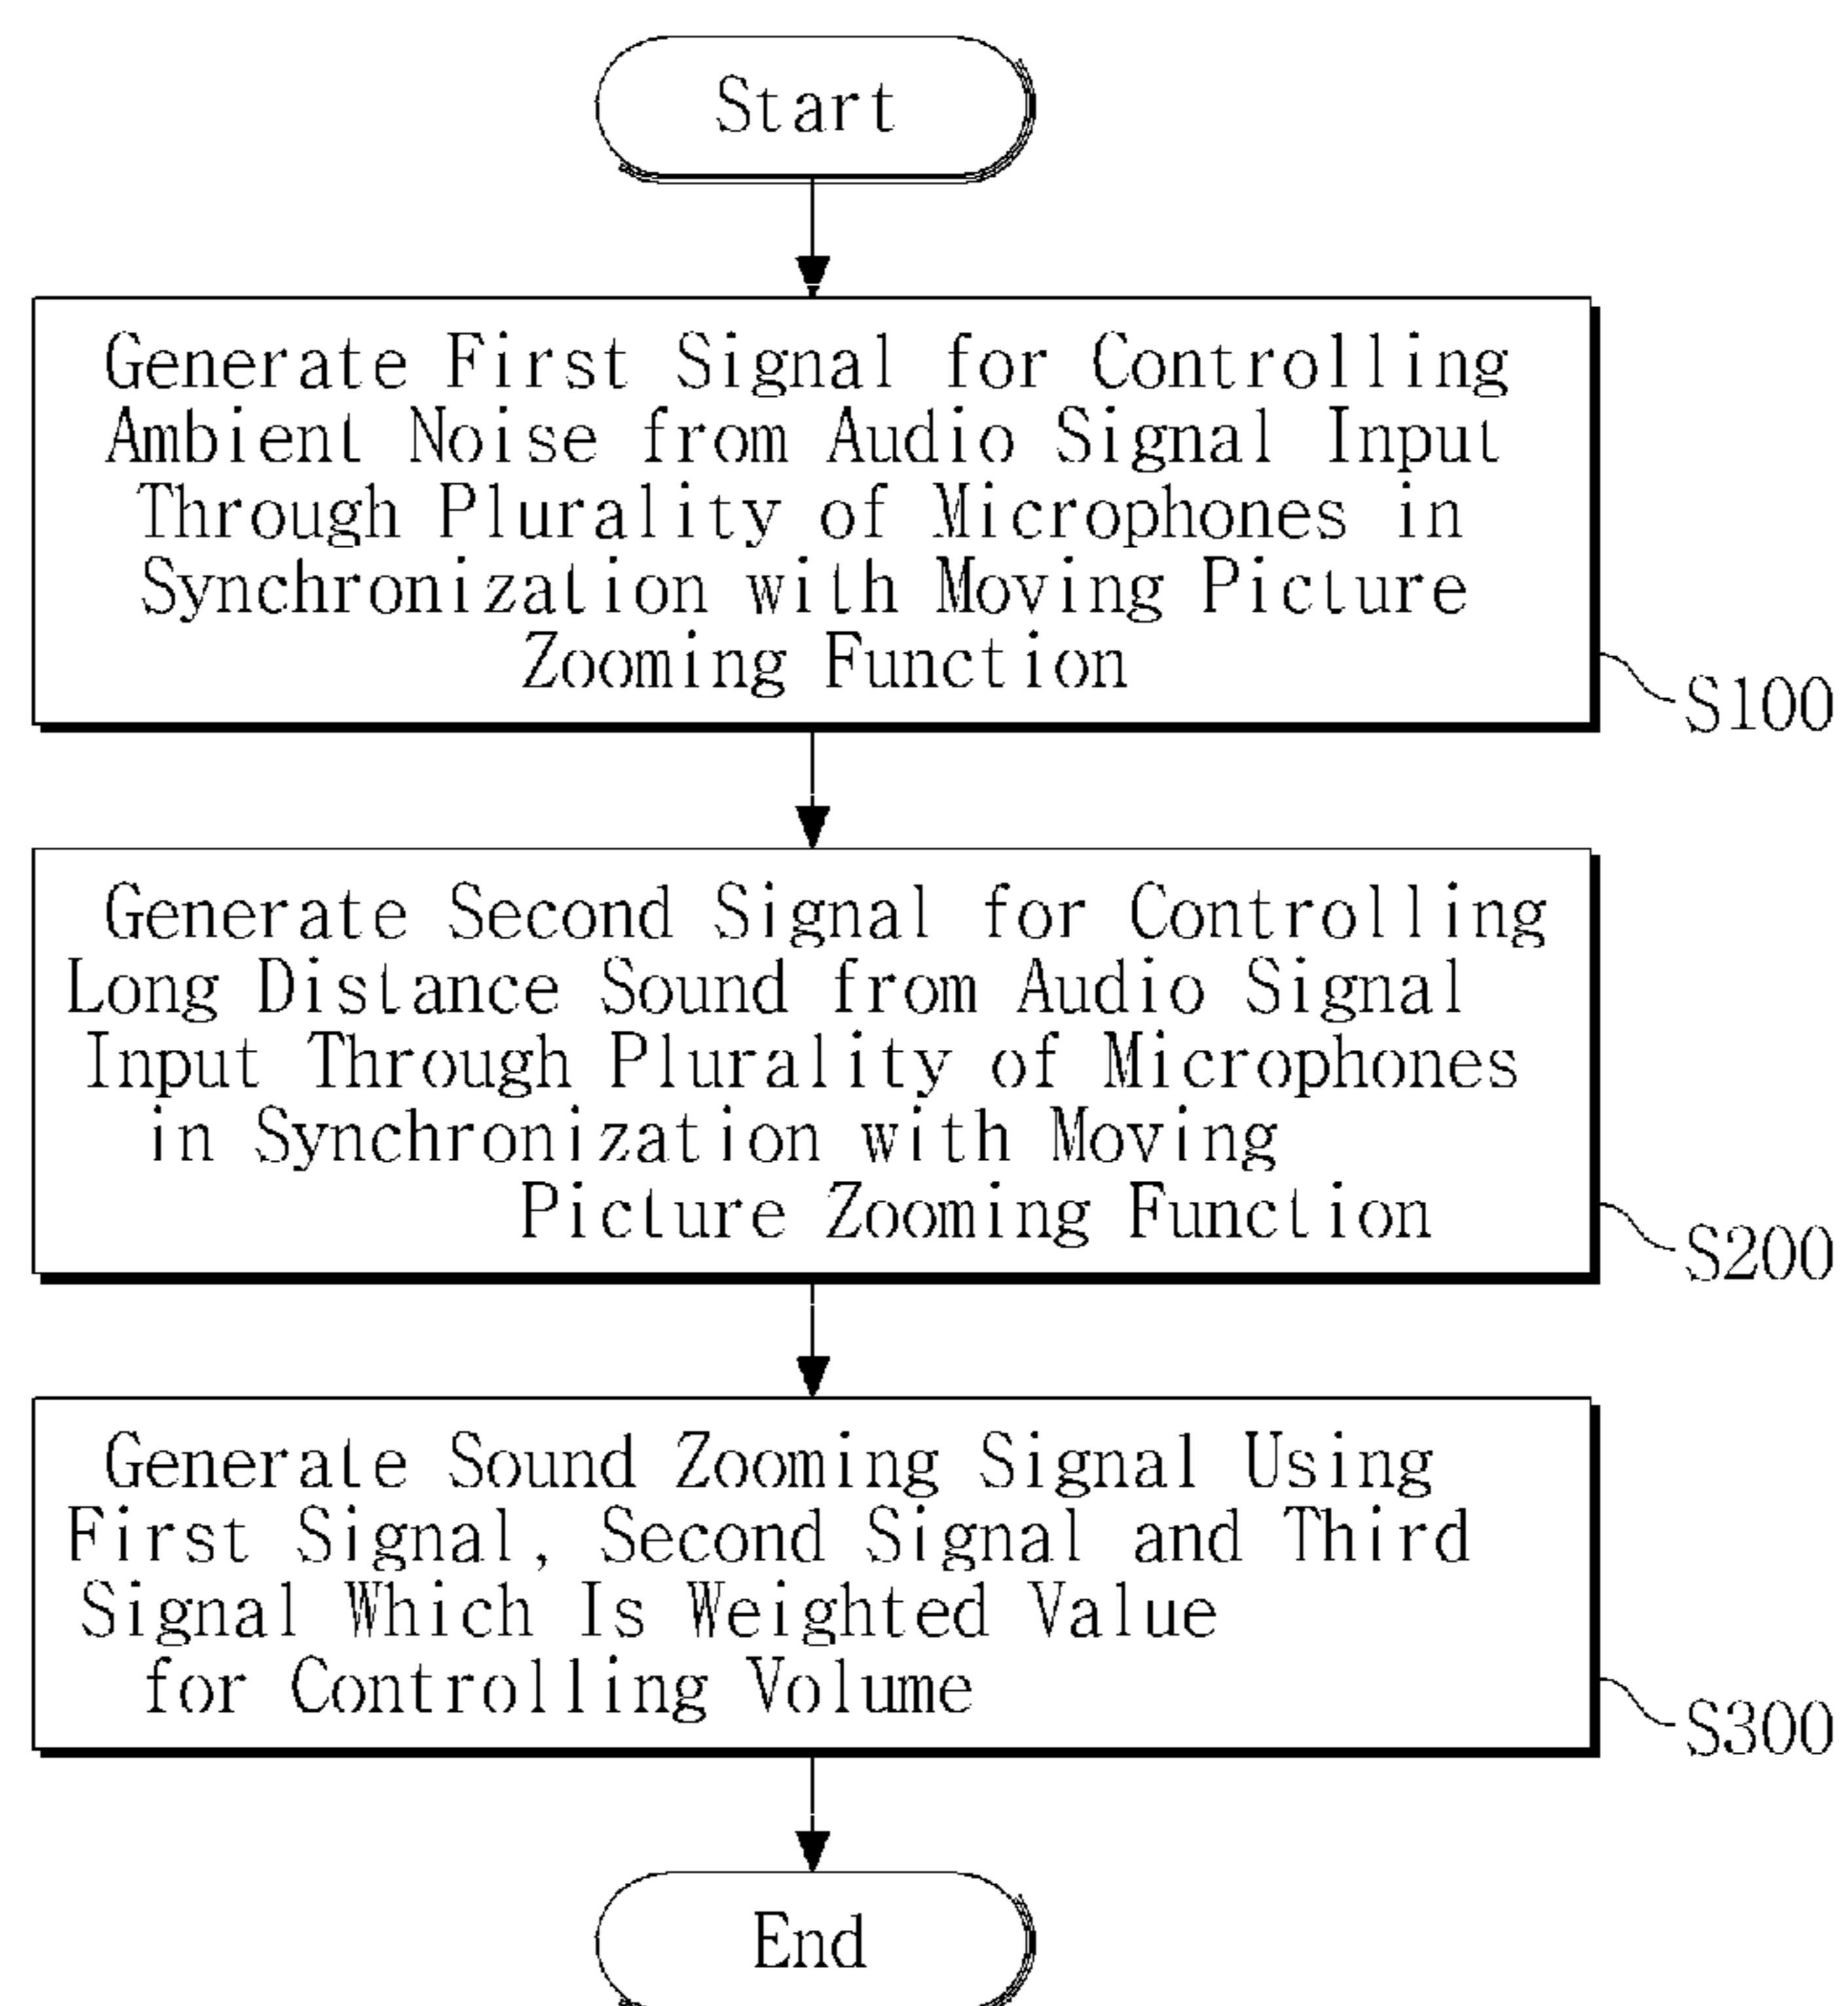 Start
Generate First Signal for Controlling
Ambient Noise from Audio Signal Input
Through Plurality of Microphones in
Synchronization with Moving Picture
Zooming Function
S100
Generate Second Signal for Controlling
Long Distance Sound from Audio Signal
Input Through Plurality of Microphones
in Synchronization with Moving
Picture Zooming Function
S200
Generate Sound Zooming Signal Using
First Signal, Second Signal and Third
Signal Which Is Weighted Value
for Controlling Volume
S300
End